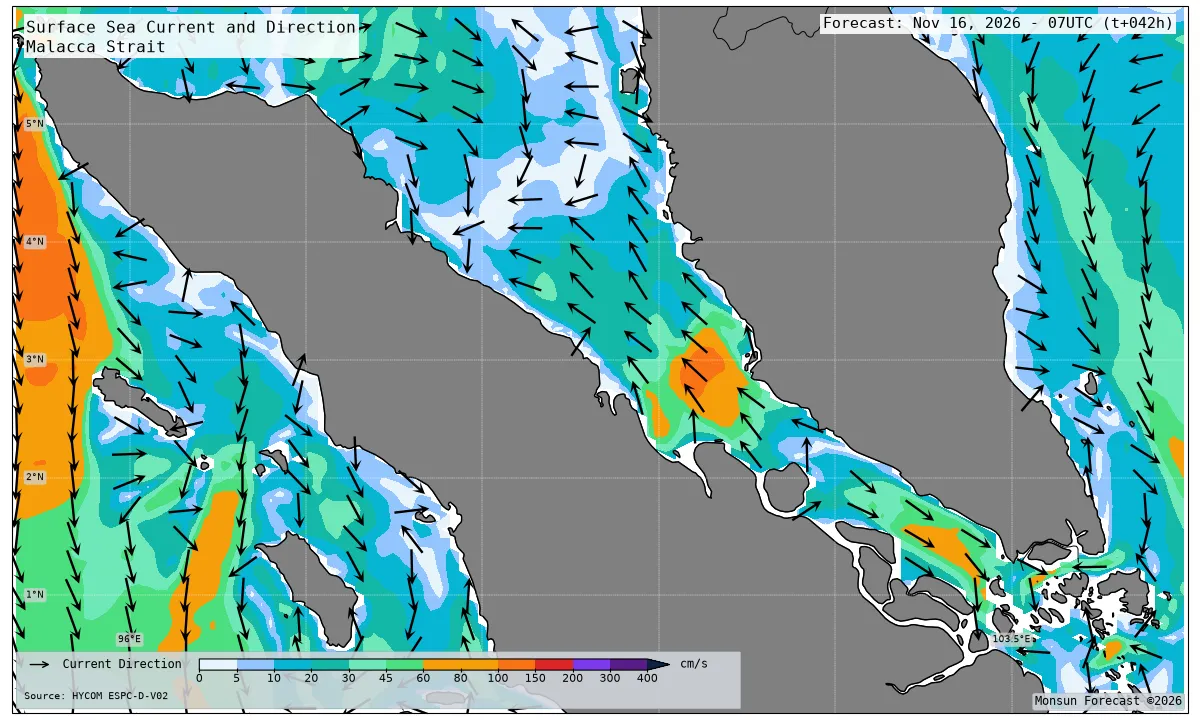 Surface Sea Current and Direction
Malacca Strait
Forecast: Nov 16, 2026 - 07UTC (t+042h)
5°N
4°N
3°N
2°N
1°N
96°E
103.5°E
Current Direction
0 5 10 20 30 45 60 80 100 150 200 300 400
cm/s
Source: HYCOM ESPC-D-V02
Monsun Forecast ©2026